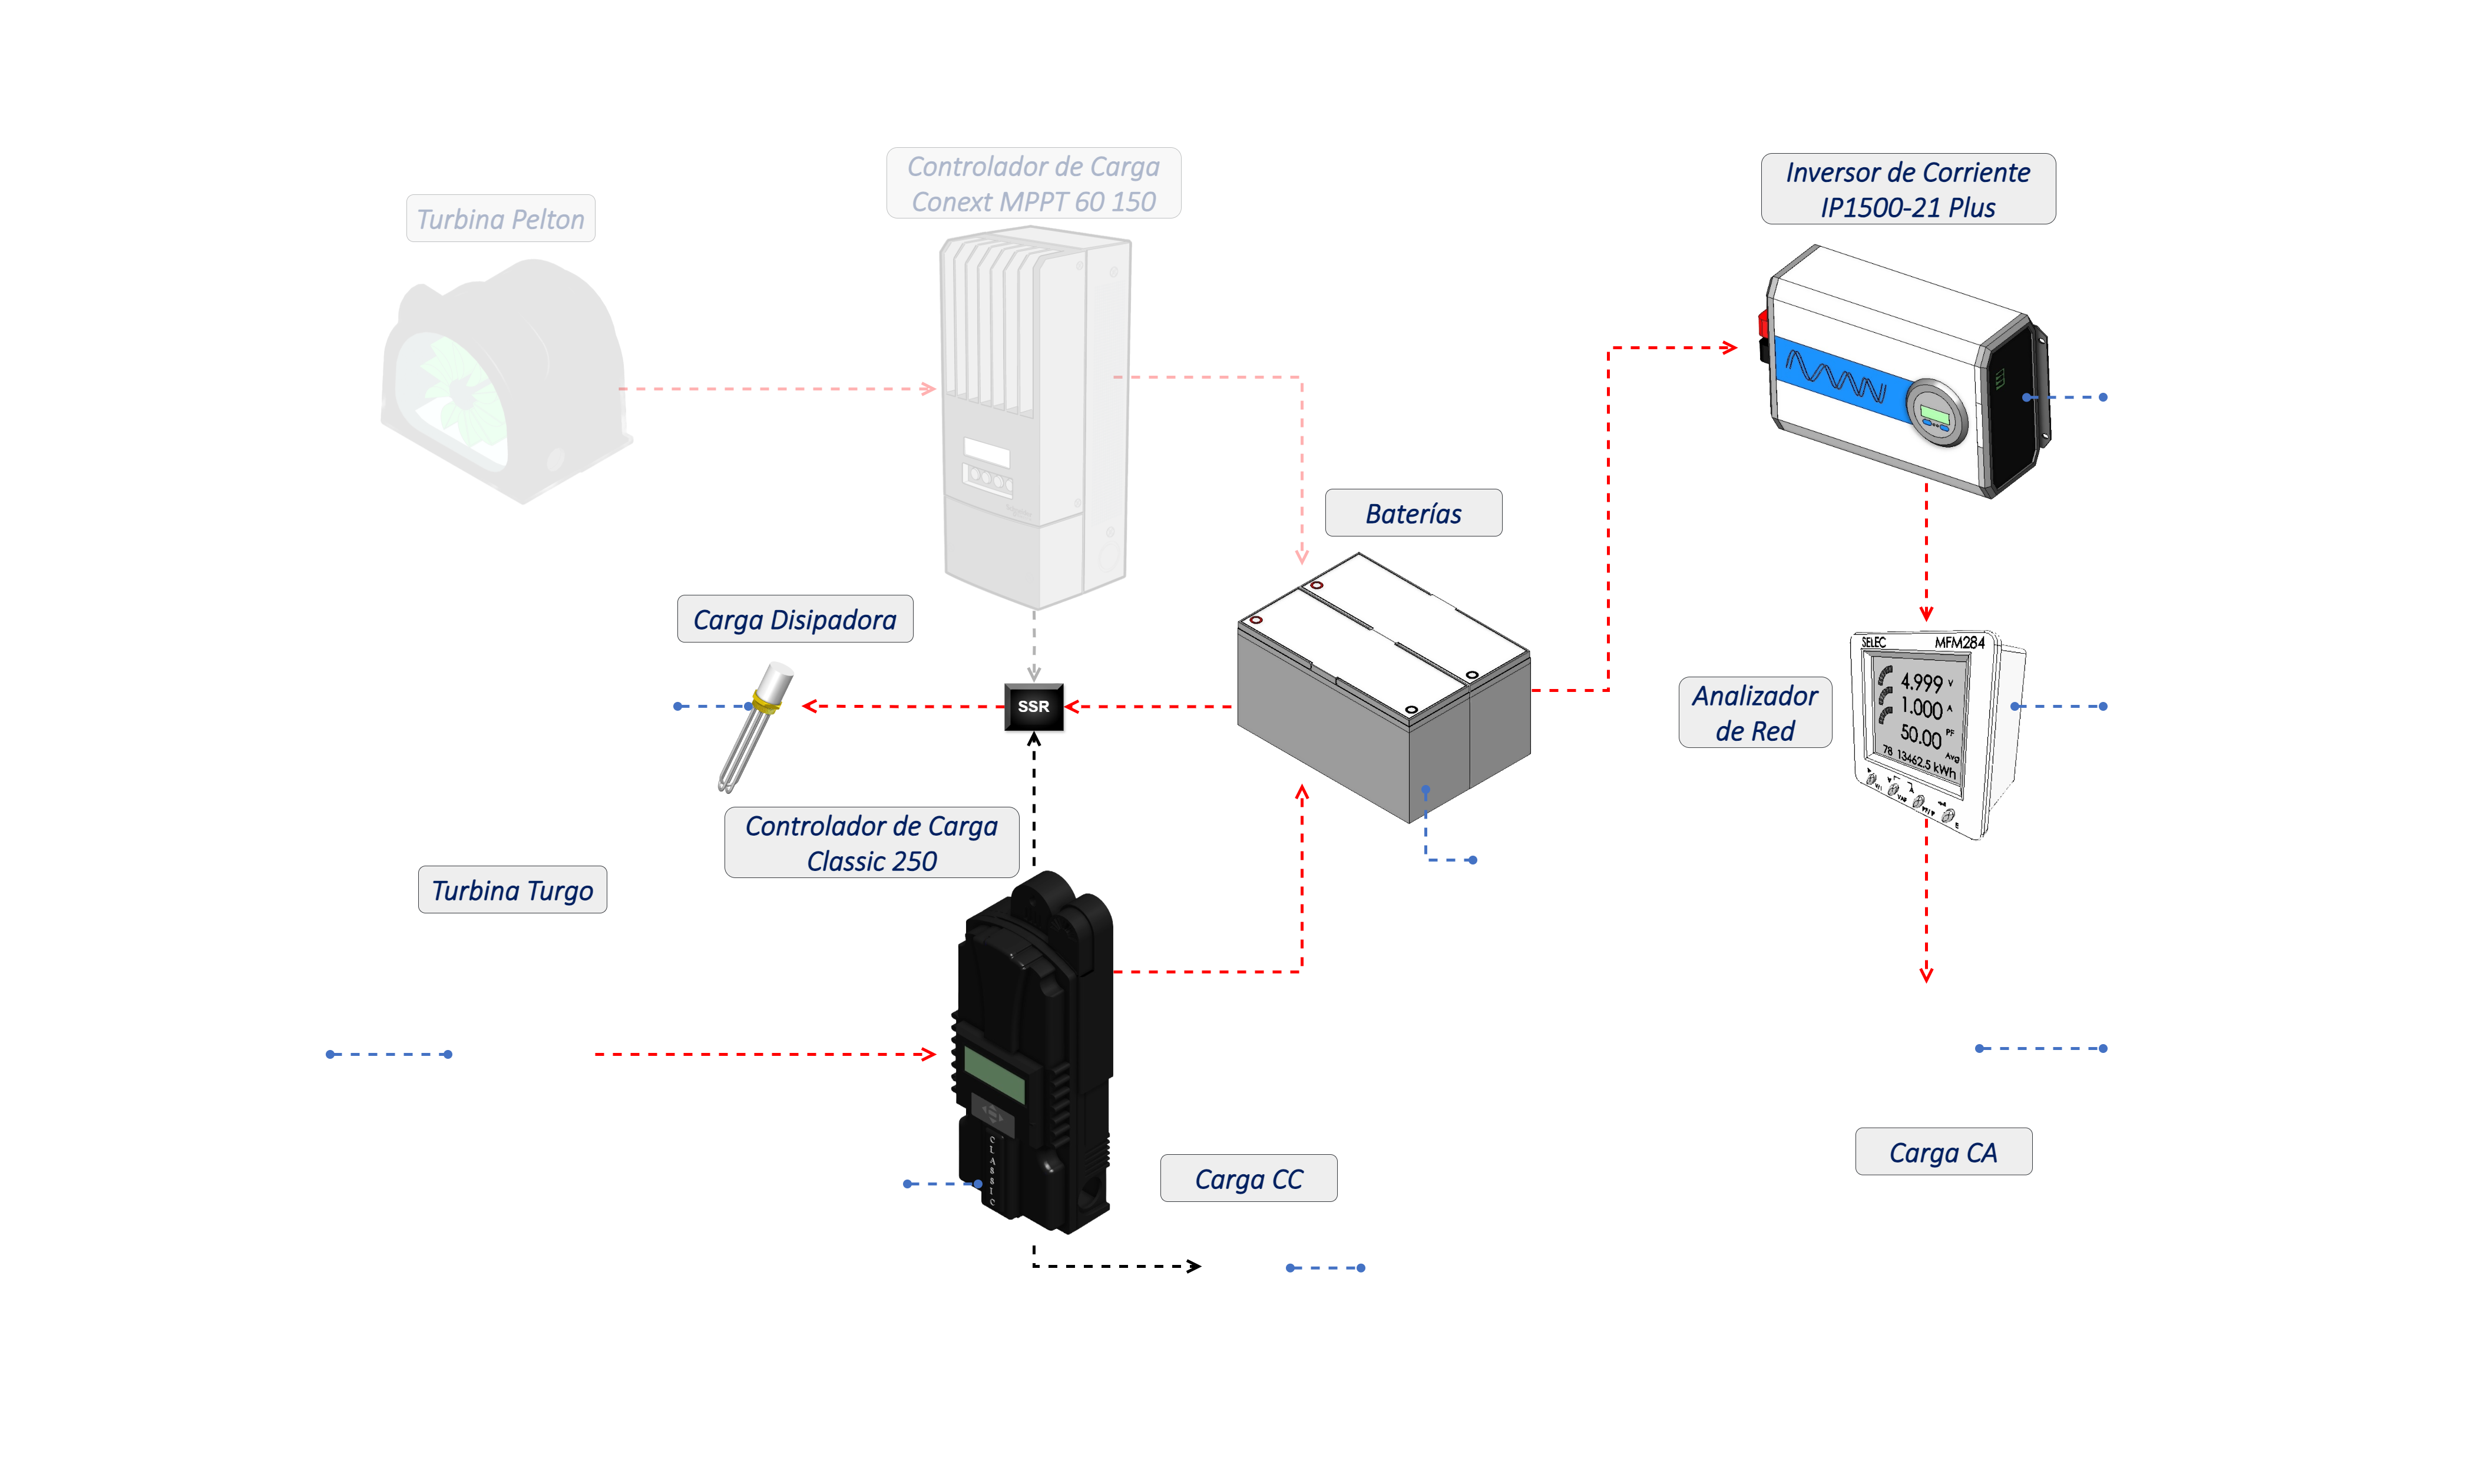 Controlador de Carga
Conext MPPT 60 150
Inversor de Corriente
IP1500-21 Plus
Turbina Pelton
Baterías
Carga Disipadora
SELEC MFM284
4.999 V
1.000 A
50.00 PF
Avg
78 13462.5 kWh
Analizador
de Red
SSR
Controlador de Carga
Classic 250
Turbina Turgo
CLASSIC
Carga CC
Carga CA